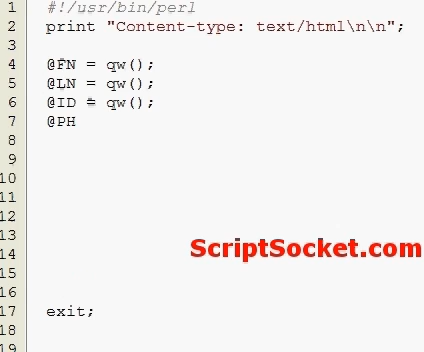 1 #!/usr/bin/perl
2 print "Content-type: text/html\n\n";
3
4 @FN = qw();
5 @LN = qw();
6 @ID = qw();
7 @PH
8
9
10
11
12
13
ScriptSocket.com
14
15
16
17 exit;
18
19